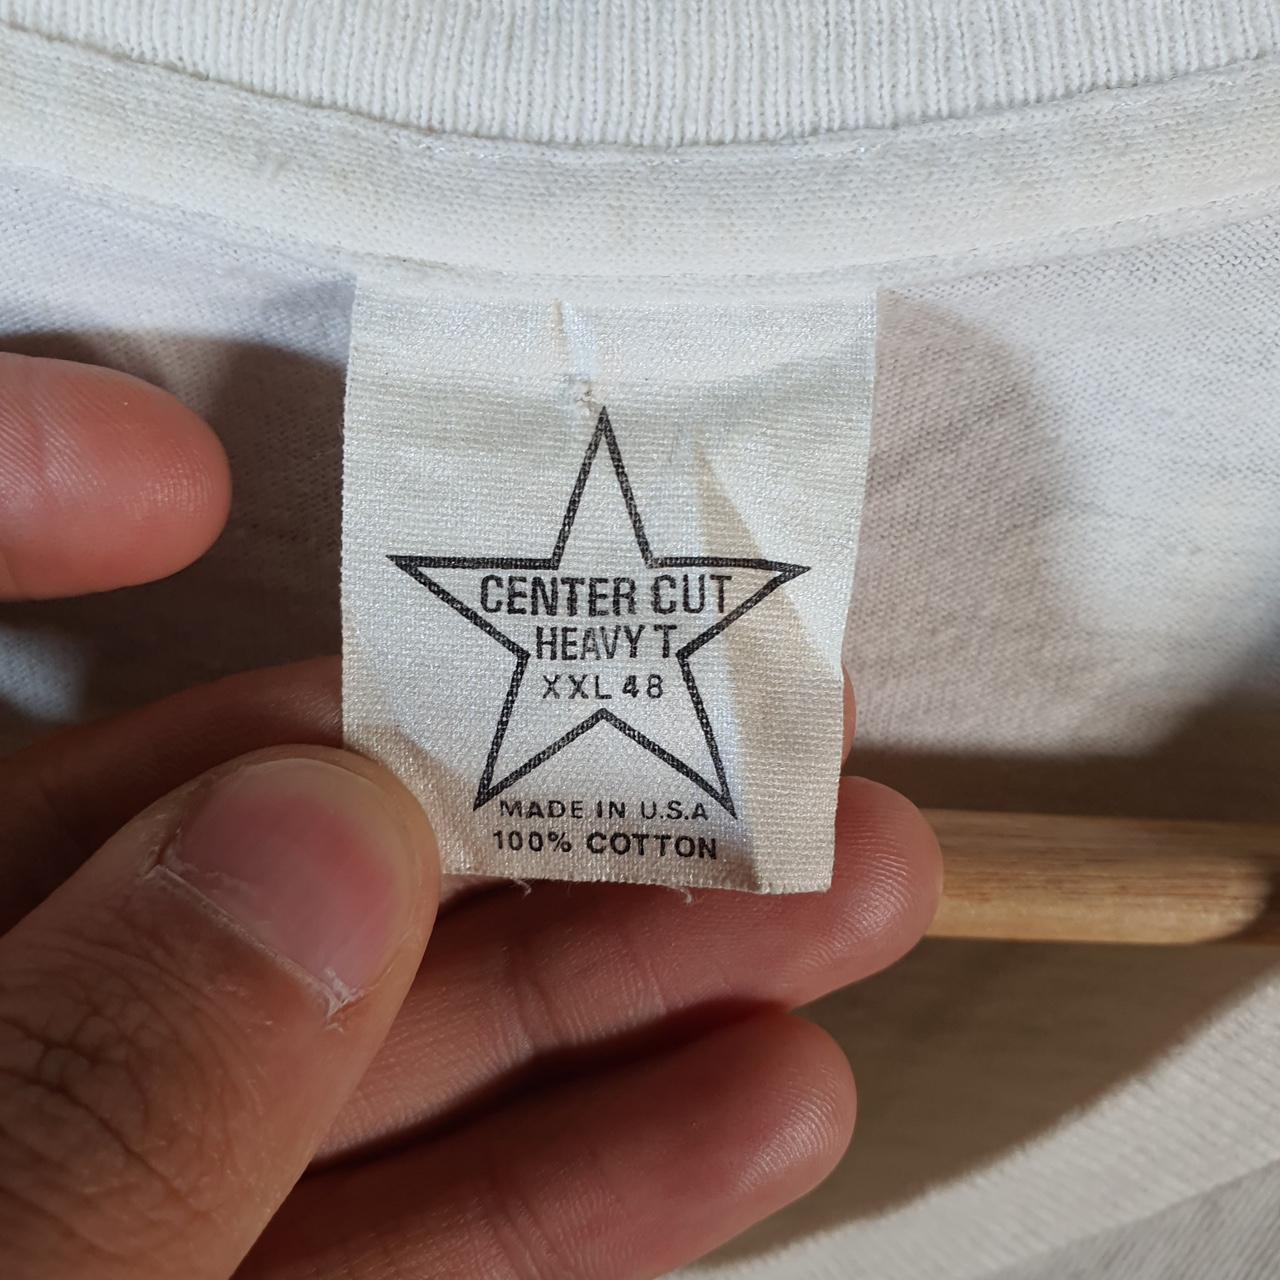 CENTER CUT
HEAVY T
XXL 48
MADE IN U.S.A
100% COTTON